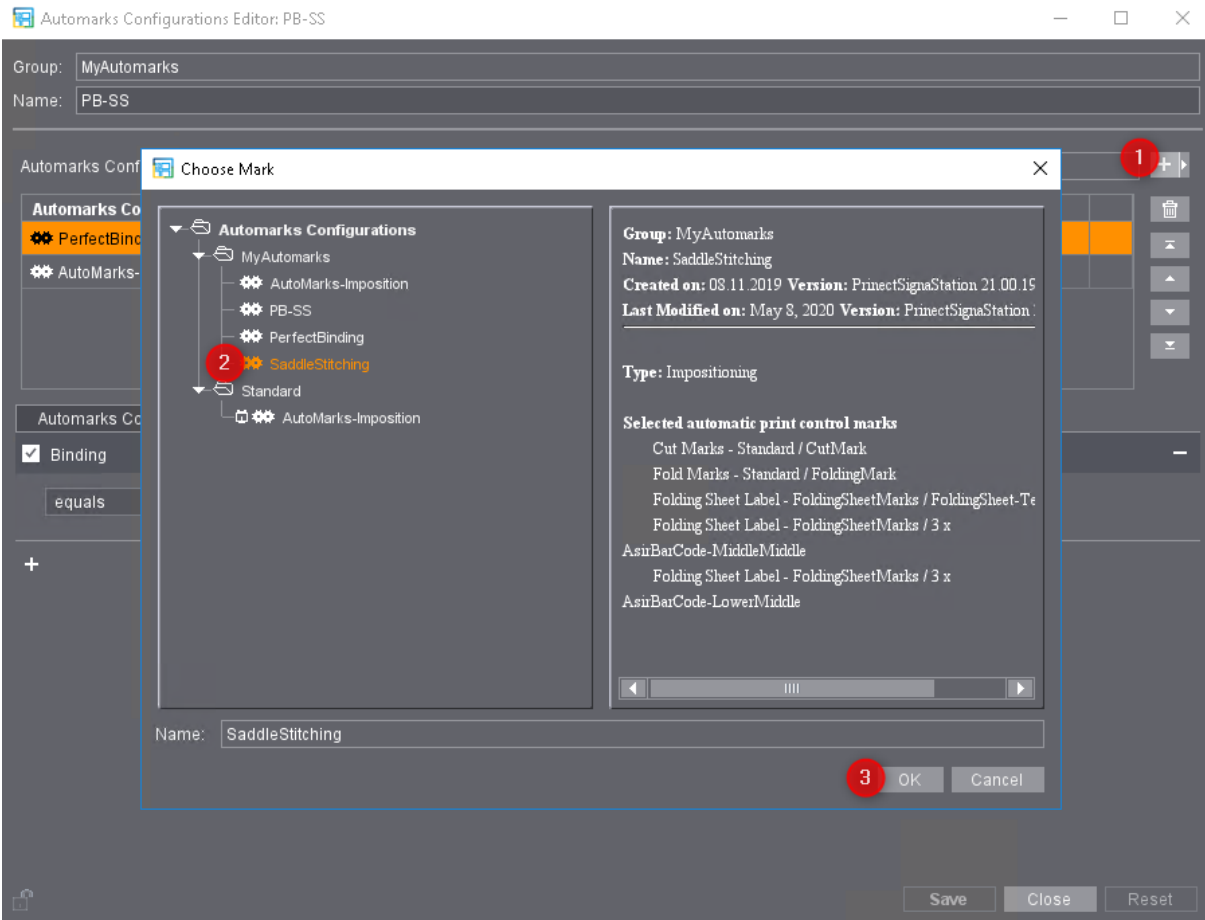 Automarks Configurations Editor: PB-SS
Group: MyAutomarks
Name: PB-SS
Automarks Conf
1
Automarks Co
PerfectBind
AutoMarks-
Automarks Co
Binding
equals
Choose Mark
Automarks Configurations
MyAutomarks
AutoMarks-Imposition
PB-SS
PerfectBinding
2 SaddleStitching
Standard
AutoMarks-Imposition
Group: MyAutomarks
Name: SaddleStitching
Created on: 08.11.2019 Version: PrinectSignaStation 21.00.19
Last Modified on: May 8, 2020 Version: PrinectSignaStation
Type: Impositioning
Selected automatic print control marks
Cut Marks - Standard / CutMark
Fold Marks - Standard / FoldingMark
Folding Sheet Label - FoldingSheetMarks / FoldingSheet-Te
Folding Sheet Label - FoldingSheetMarks / 3 x
AsirBarCode-MiddleMiddle
Folding Sheet Label - FoldingSheetMarks / 3 x
AsirBarCode-LowerMiddle
Name: SaddleStitching
3 OK Cancel
Save Close Reset